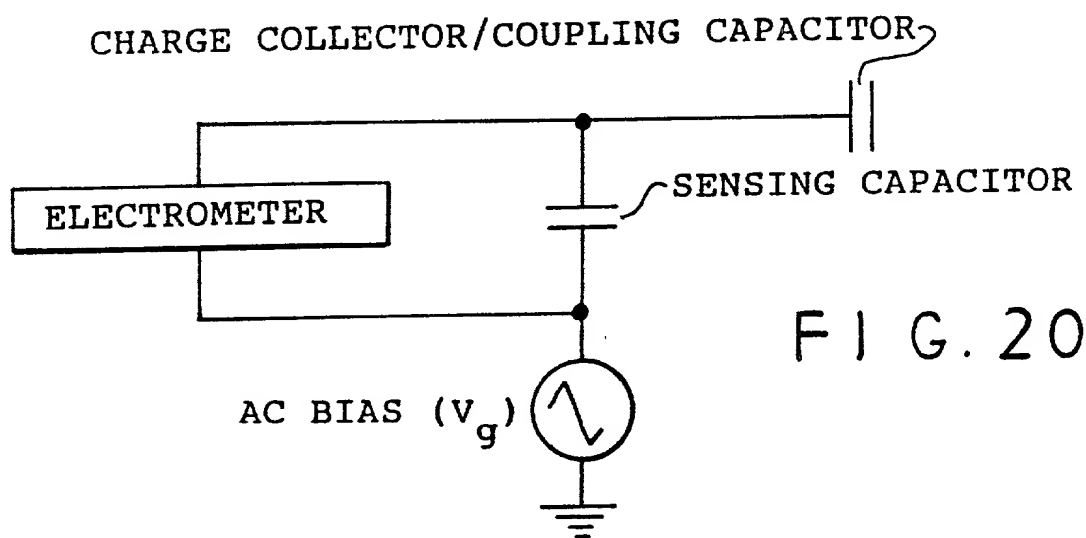 CHARGE COLLECTOR/COUPLING CAPACITOR
SENSING CAPACITOR
ELECTROMETER
FIG. 20
AC BIAS (Vg)